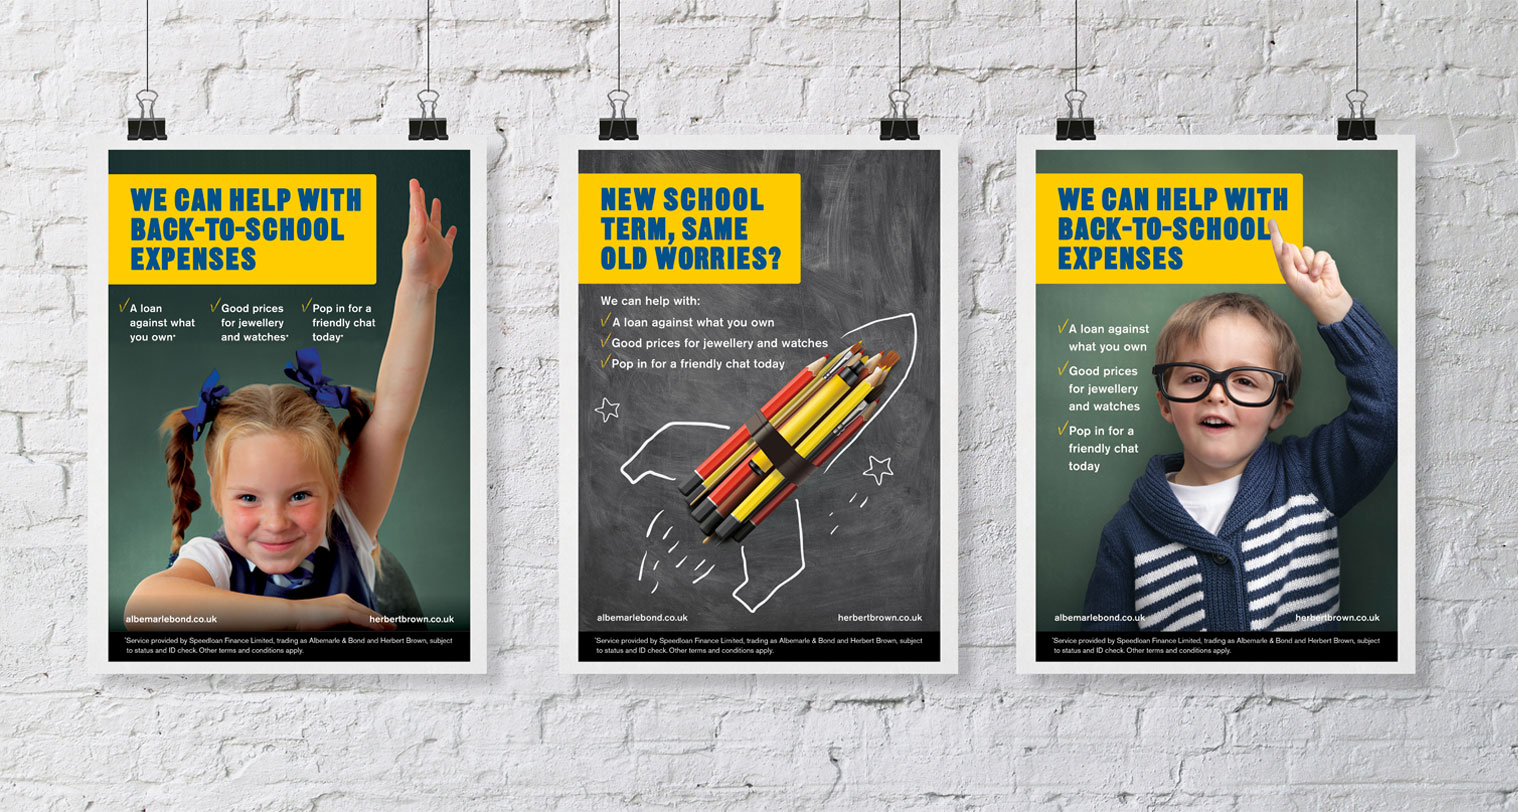 WE CAN HELP WITH
BACK-TO-SCHOOL
EXPENSES
A loan
against what
you own*
Good prices
for jewellery
and watches*
Pop in for a
friendly chat
today*
albemarlebond.co.uk
herbertbrown.co.uk
*Service provided by Speedloan Finance Limited, trading as Albemarle & Bond and Herbert Brown, subject
to status and ID check. Other terms and conditions apply.
NEW SCHOOL
TERM, SAME
OLD WORRIES?
We can help with:
A loan against what you own
Good prices for jewellery and watches
Pop in for a friendly chat today
albemarlebond.co.uk
herbertbrown.co.uk
*Service provided by Speedloan Finance Limited, trading as Albemarle & Bond and Herbert Brown, subject
to status and ID check. Other terms and conditions apply.
WE CAN HELP WITH
BACK-TO-SCHOOL
EXPENSES
A loan against
what you own
Good prices
for jewellery
and watches
Pop in for a
friendly chat
today
albemarlebond.co.uk
herbertbrown.co.uk
*Service provided by Speedloan Finance Limited, trading as Albemarle & Bond and Herbert Brown, subject
to status and ID check. Other terms and conditions apply.